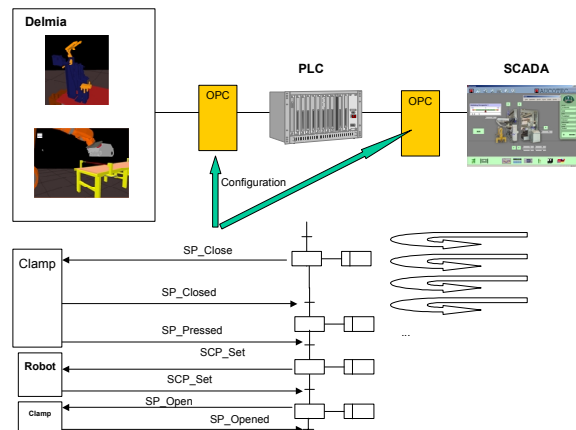 Delmia
PLC
SCADA
OPC
OPC
Configuration
SP_Close
Clamp
SP_Closed
SP_Pressed
SCP_Set
Robot
SCP_Set
SP_Open
Clamp
SP_Opened
...